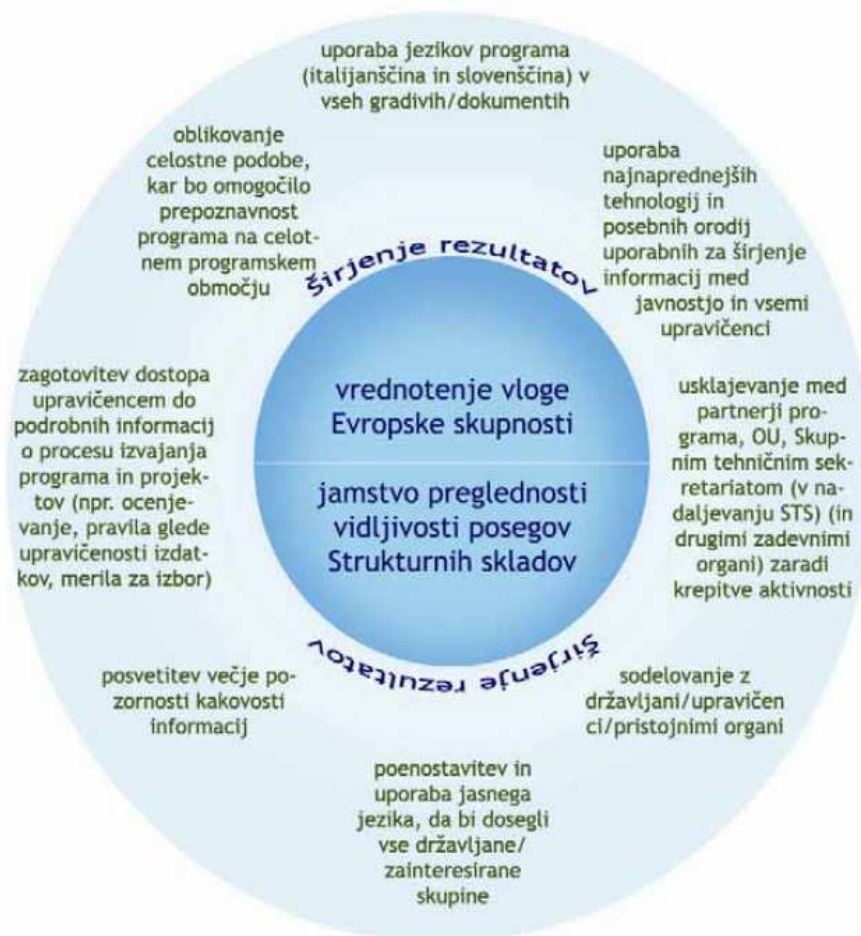 uporaba jezikov programa
(italijanščina in slovenščina) v
vseh gradivih/dokumentih
oblikovanje
celostne podobe,
kar bo omogočilo
prepoznavnost
programa na celot-
nem programskem
območju
uporaba
najnaprednejših
tehnologij in
posebnih orodij
uporabnih za širjenje
informacij med
javnostjo in vsemi
upravičenci
širjenje rezultatov
vrednotenje vloge
Evropske skupnosti
jamstvo preglednosti
vidljivosti posegov
Strukturnih skladov
širjenje rezultatov
zagotovitev dostopa
upravičencem do
podrobnih informacij
o procesu izvajanja
programa in projek-
tov (npr. ocenje-
vanje, pravila glede
upravičenosti izdat-
kov, merila za izbor)
usklajevanje med
partnerji pro-
grama, OU, Skup-
nim tehničnim sek-
retariatom (v na-
daljevanju STS) (in
drugimi zadevnimi
organi) zaradi
krepitve aktivnosti
posvetitev večje po-
zornosti kakovosti
informacij
sodelovanje z
državljani/upravičen
ci/pristojnimi organi
poenostavitev in
uporaba jasnega
jezika, da bi dosegli
vse državljane/
zainteresirane
skupine